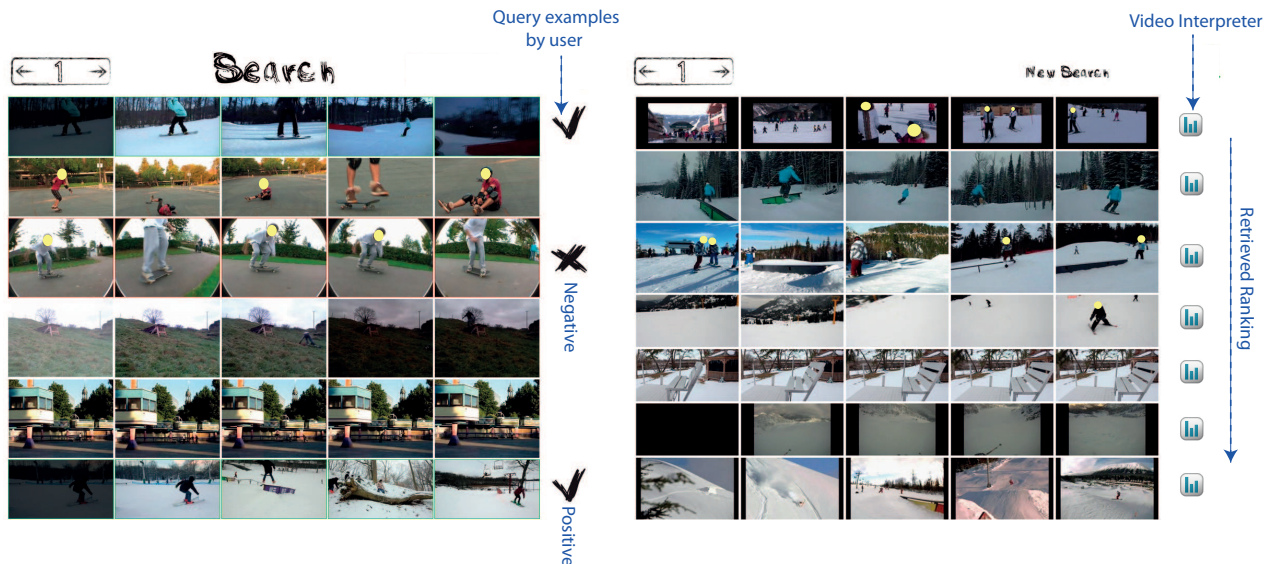 Query examples
by user
Video Interpreter
← 1 →
Search
← 1 →
New Search
Negative
Positive
Retrieved Ranking